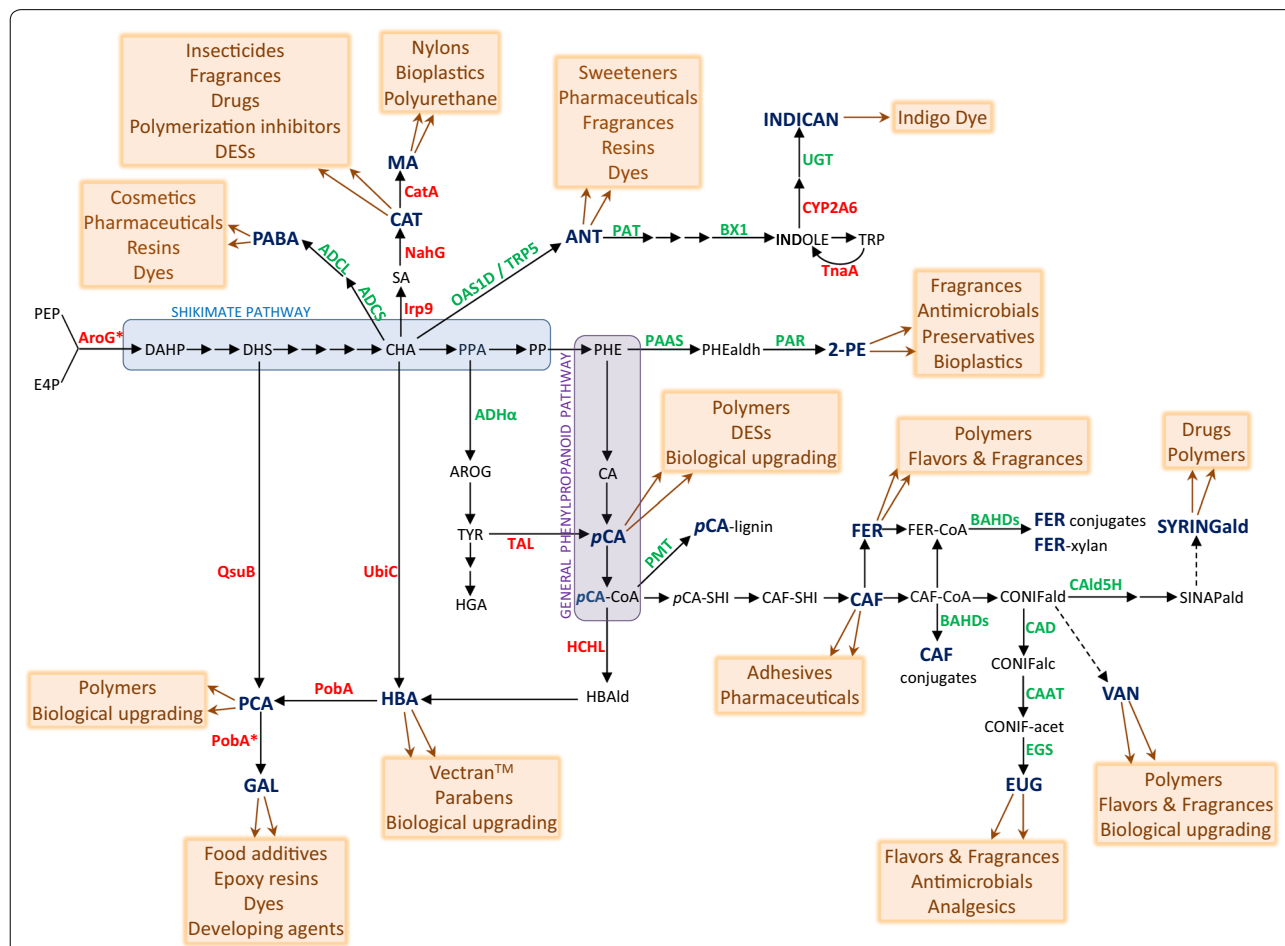 Insecticides
Fragrances
Drugs
Polymerization inhibitors
DESs
Nylons
Bioplastics
Polyurethane
Sweeteners
Pharmaceuticals
Fragrances
Resins
Dyes
INDICAN
Indigo Dye
UGT
MA
CatA
CYP2A6
Cosmetics
Pharmaceuticals
Resins
Dyes
PABA
CAT
ANT
PAT
BX1
INDOLE
TRP
TnaA
NahG
SA
ADCL
ADCS
Irp9
OAS1D / TRP5
PEP
E4P
AroG*
SHIKIMATE PATHWAY
DAHP
DHS
CHA
PPA
PP
PHE
PAAS
PHEaldh
PAR
2-PE
Fragrances
Antimicrobials
Preservatives
Bioplastics
GENERAL PHENYLPROPANOID PATHWAY
ADHα
AROG
TYR
TAL
HGA
CA
pCA
pCA-CoA
Polymers
DESs
Biological upgrading
PMT
pCA-lignin
pCA-SHI
CAF-SHI
CAF
CAF-CoA
CONIFald
CAld5H
SINAPald
Polymers
Flavors & Fragrances
FER
FER-CoA
BAHDs
FER conjugates
FER-xylan
Drugs
Polymers
SYRINGald
BAHDs
CAF
conjugates
Adhesives
Pharmaceuticals
CAD
CONIFalc
CAAT
CONIF-acet
EGS
EUG
VAN
Polymers
Flavors & Fragrances
Biological upgrading
Flavors & Fragrances
Antimicrobials
Analgesics
QsuB
UbiC
HCHL
HBAld
HBA
PobA
PCA
Polymers
Biological upgrading
PobA*
GAL
Vectran™
Parabens
Biological upgrading
Food additives
Epoxy resins
Dyes
Developing agents